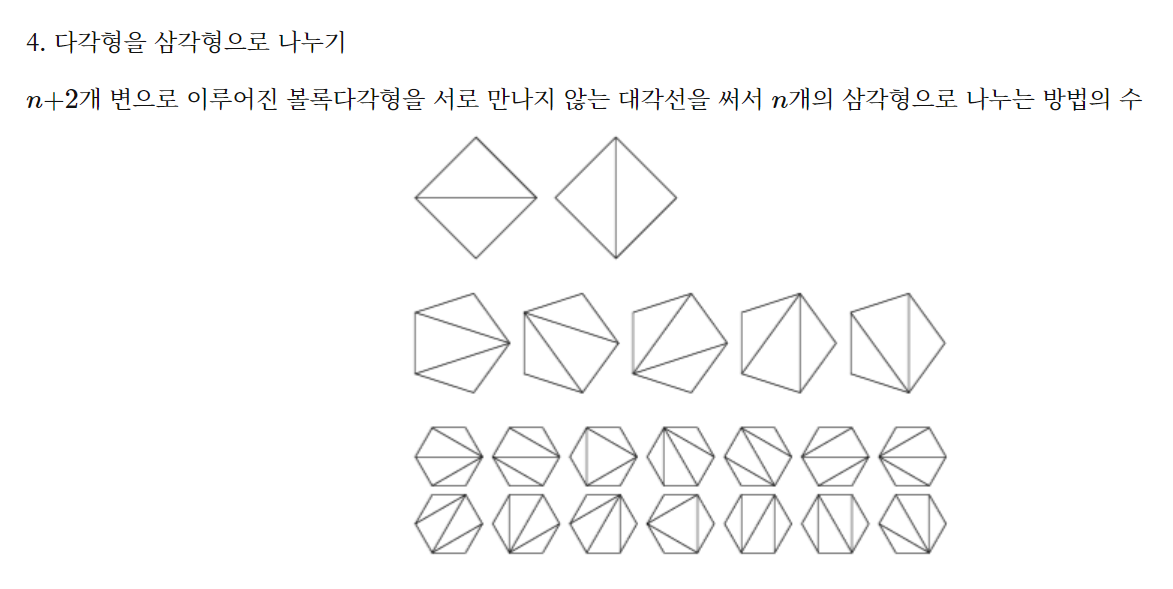 4. 다각형을 삼각형으로 나누기
n+2개 변으로 이루어진 볼록다각형을 서로 만나지 않는 대각선을 써서 n개의 삼각형으로 나누는 방법의 수